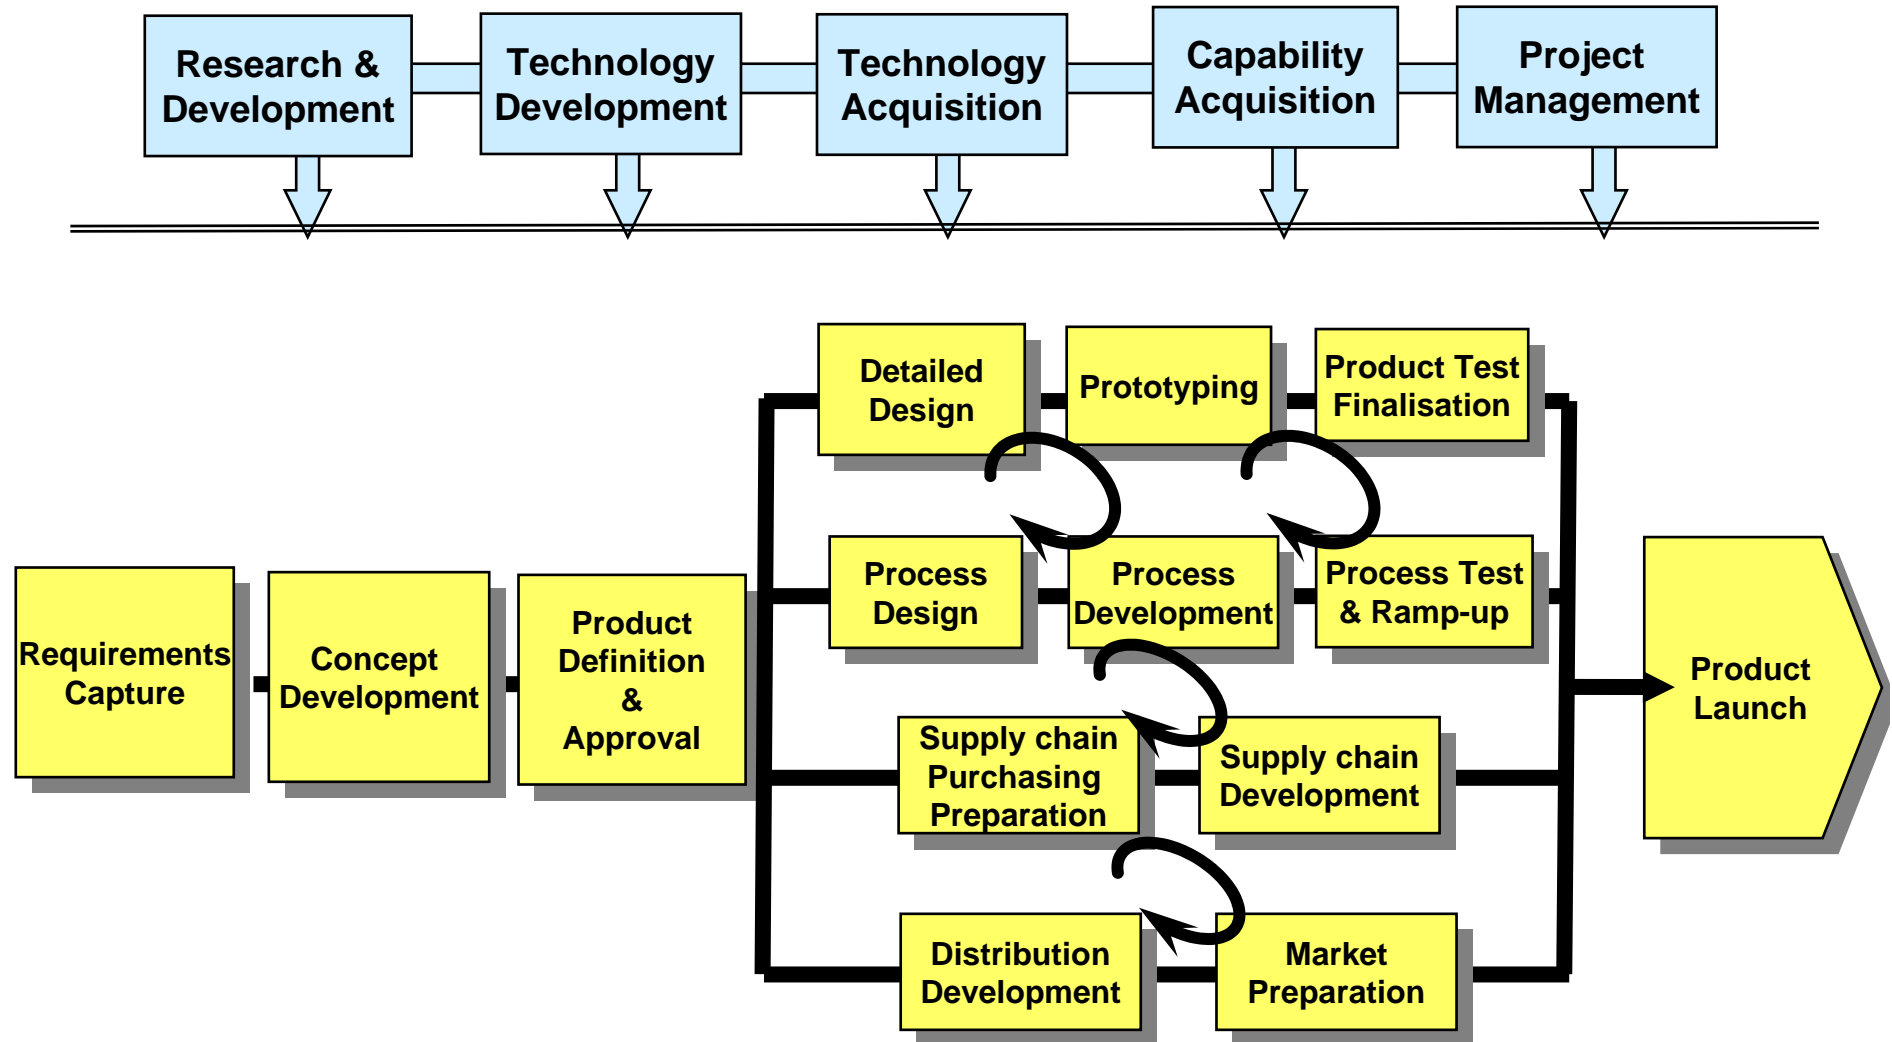 Research &
Development
Technology
Development
Technology
Acquisition
Capability
Acquisition
Project
Management
Requirements
Capture
Concept
Development
Product
Definition
&
Approval
Detailed
Design
Prototyping
Product Test
Finalisation
Process
Design
Process
Development
Process Test
& Ramp-up
Supply chain
Purchasing
Preparation
Supply chain
Development
Distribution
Development
Market
Preparation
Product
Launch